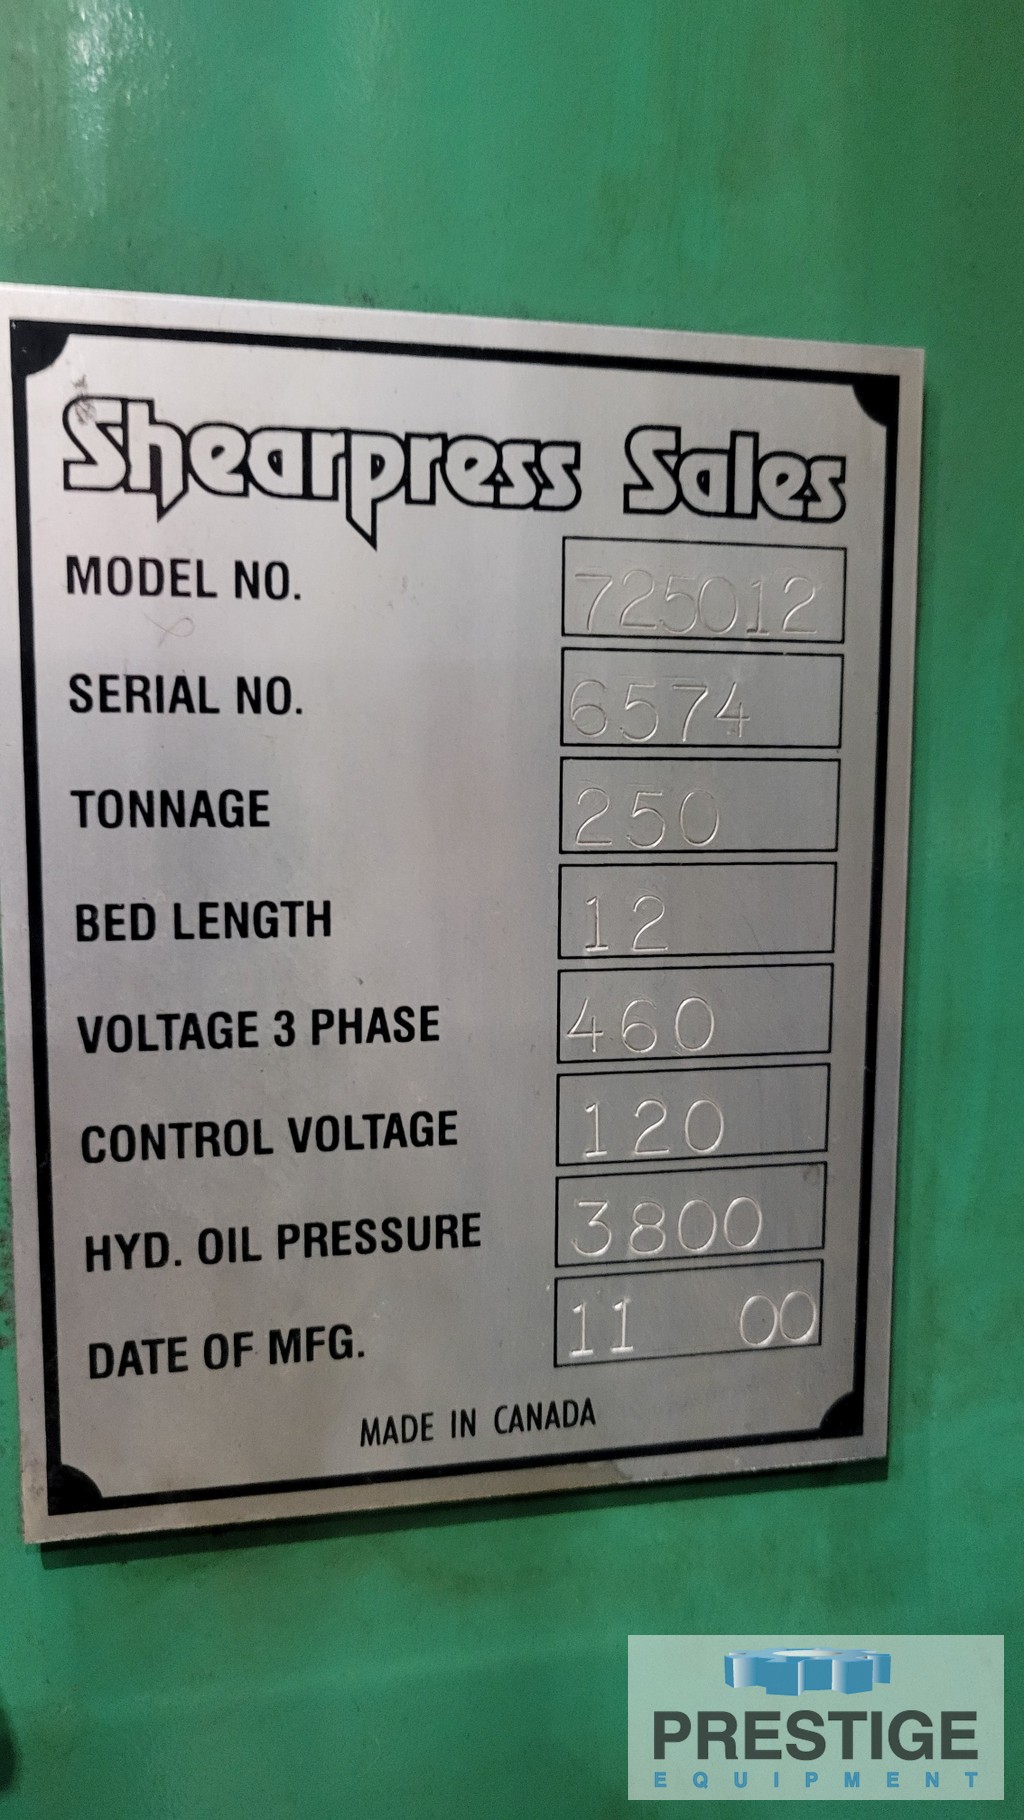 Shearpress Sales
MODEL NO. 725012
SERIAL NO. 6574
TONNAGE 250
BED LENGTH 12
VOLTAGE 3 PHASE 460
CONTROL VOLTAGE 120
HYD. OIL PRESSURE 3800
DATE OF MFG. 11 00
MADE IN CANADA
PRESTIGE
EQUIPMENT